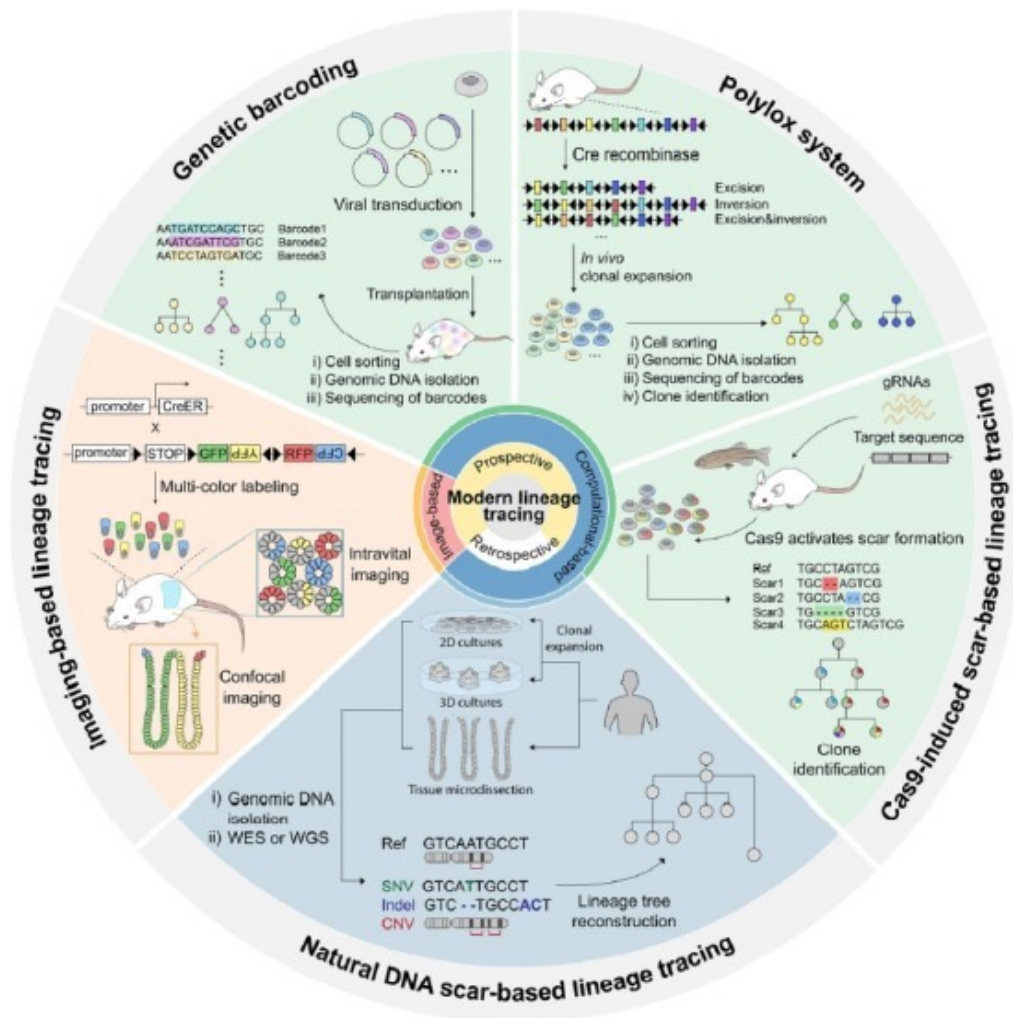 Genetic barcoding
Viral transduction
AATGATCCAGCTGC Barcode1
AAATCGATTCGTGC Barcode2
AATCCTAGTGATGC Barcode3
Transplantation
i) Cell sorting
ii) Genomic DNA isolation
iii) Sequencing of barcodes
Polylox system
Cre recombinase
Excision
Inversion
Excision&inversion
...
In vivo
clonal expansion
i) Cell sorting
ii) Genomic DNA isolation
iii) Sequencing of barcodes
iv) Clone identification
Cas9-induced scar-based lineage tracing
gRNAs
Target sequence
Cas9 activates scar formation
Ref TGCCTAGTCG
Scar1 TGC--AGTCG
Scar2 TGCCTA--CG
Scar3 TG----GTCG
Scar4 TGCAGTCTAGTCG
Clone
identification
Natural DNA scar-based lineage tracing
2D cultures
Clonal
expansion
3D cultures
Tissue microdissection
i) Genomic DNA
isolation
ii) WES or WGS
Ref GTCAATGCCT
SNV GTCATTGCCT
Indel GTC--TGCCACT
CNV
Lineage tree
reconstruction
Imaging-based lineage tracing
promoter CreER
X
promoter STOP GFP YFP RFP CFP
Multi-color labeling
Intravital
imaging
Confocal
imaging
Prospective
Modern lineage
tracing
Retrospective
Image-based
Computational-based